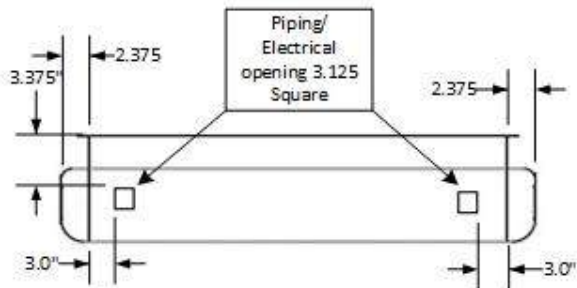 Piping/
Electrical
opening 3.125
Square
2.375
3.375"
2.375
3.0"
3.0"